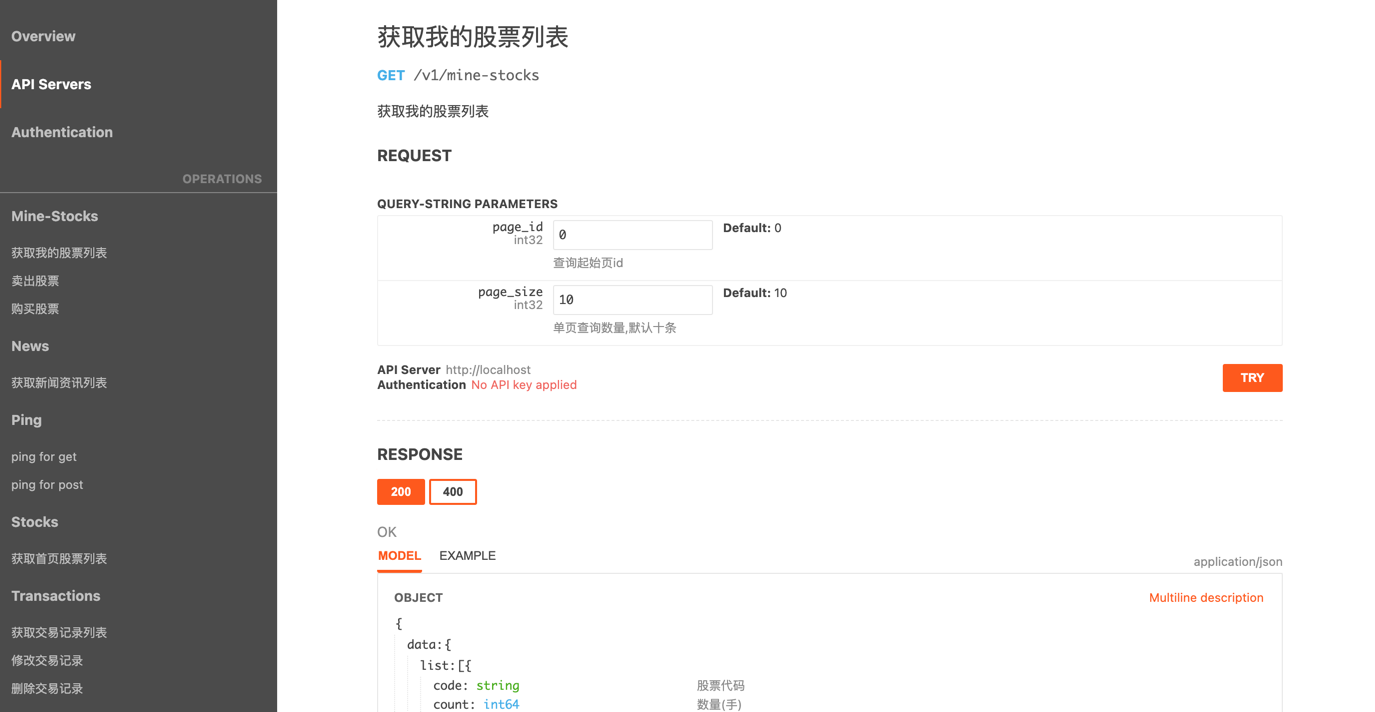 Overview
API Servers
Authentication
OPERATIONS
Mine-Stocks
获取我的股票列表
卖出股票
购买股票
News
获取新闻资讯列表
Ping
ping for get
ping for post
Stocks
获取首页股票列表
Transactions
获取交易记录列表
修改交易记录
删除交易记录
获取我的股票列表
GET /v1/mine-stocks
获取我的股票列表
REQUEST
QUERY-STRING PARAMETERS
page_id 0 Default: 0
int32
查询起始页id
page_size 10 Default: 10
int32
单页查询数量,默认十条
API Server http://localhost
Authentication No API key applied
TRY
RESPONSE
200 400
OK
MODEL EXAMPLE
application/json
OBJECT Multiline description
{
data:{
list:[{
code: string 股票代码
count: int64 数量(手)